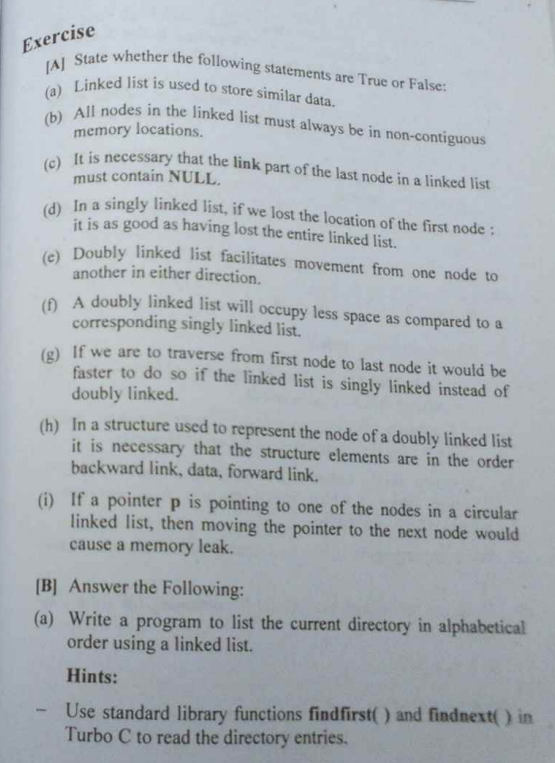 Exercise
[A] State whether the following statements are True or False:
(a) Linked list is used to store similar data.
(b) All nodes in the linked list must always be in non-contiguous
memory locations.
(c) It is necessary that the link part of the last node in a linked list
must contain NULL.
(d) In a singly linked list, if we lost the location of the first node :
it is as good as having lost the entire linked list.
(e) Doubly linked list facilitates movement from one node to
another in either direction.
(f) A doubly linked list will occupy less space as compared to a
corresponding singly linked list.
(g) If we are to traverse from first node to last node it would be
faster to do so if the linked list is singly linked instead of
doubly linked.
(h) In a structure used to represent the node of a doubly linked list
it is necessary that the structure elements are in the order
backward link, data, forward link.
(i) If a pointer p is pointing to one of the nodes in a circular
linked list, then moving the pointer to the next node would
cause a memory leak.
[B] Answer the Following:
(a) Write a program to list the current directory in alphabetical
order using a linked list.
Hints:
– Use standard library functions findfirst( ) and findnext( ) in
Turbo C to read the directory entries.